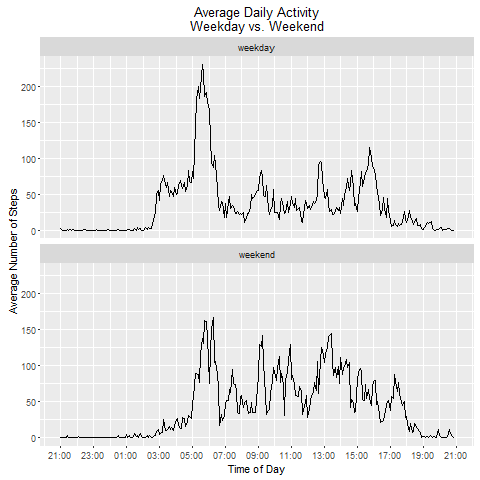 Average Daily Activity
Weekday vs. Weekend
weekday
200
150
100
50
0
weekend
200
150
100
50
0
Average Number of Steps
21:00 23:00 01:00 03:00 05:00 07:00 09:00 11:00 13:00 15:00 17:00 19:00 21:00
Time of Day